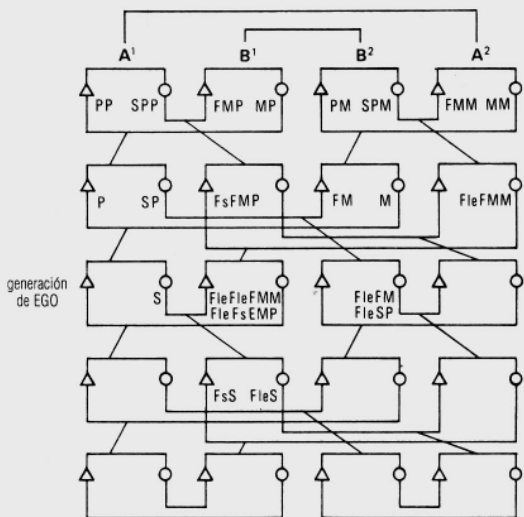 A¹ B¹ B² A²
PP SPP FMP MP PM SPM FMM MM
P SP FsFMP FM M FleFMM
generación
de EGO
S FleFleFMM FleFM
FleFsEMP FleSP
FsS FleS